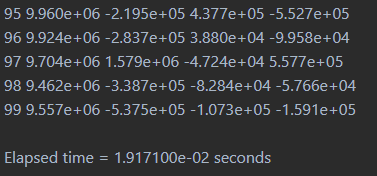 95 9.960e+06 -2.195e+05 4.377e+05 -5.527e+05
96 9.924e+06 -2.837e+05 3.880e+04 -9.958e+04
97 9.704e+06 1.579e+06 -4.724e+04 5.577e+05
98 9.462e+06 -3.387e+05 -8.284e+04 -5.766e+04
99 9.557e+06 -5.375e+05 -1.073e+05 -1.591e+05
Elapsed time = 1.917100e-02 seconds